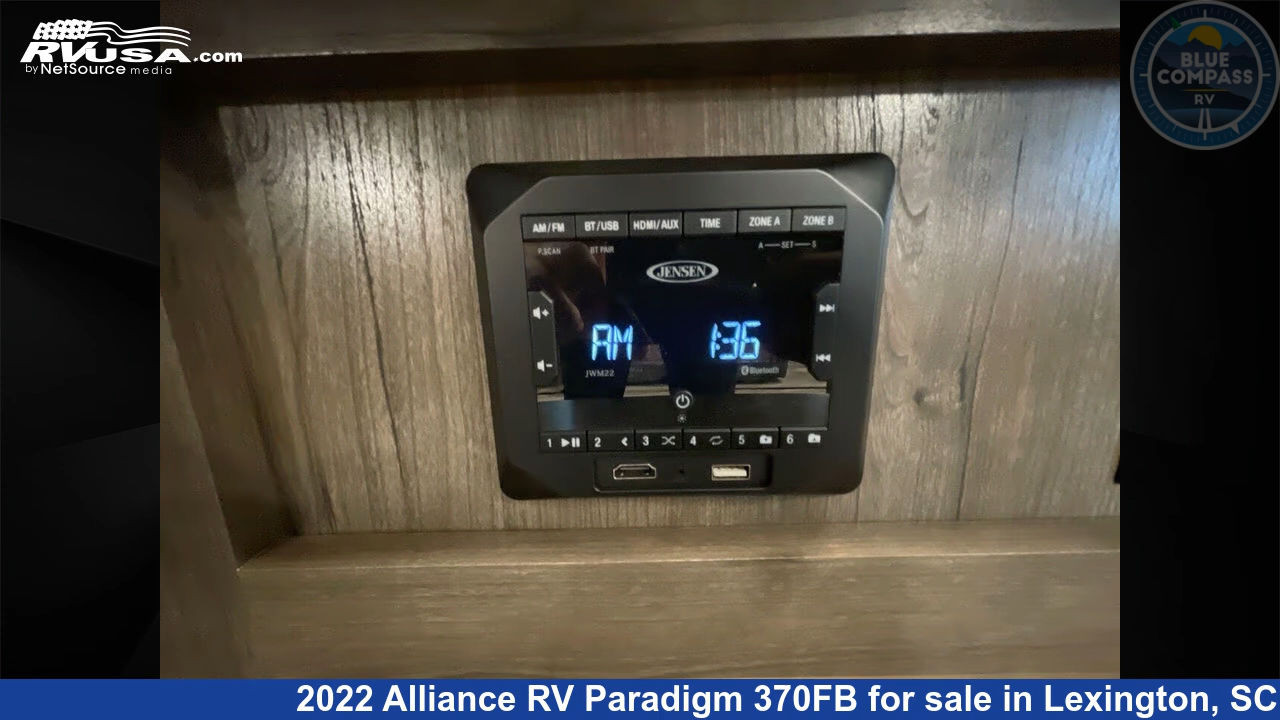 RVUSA.com
by NetSource media
BLUE
COMPASS
RV
AM/FM BT/USB HDMI/AUX TIME ZONE A ZONE B
P.SCAN BT PAIR A SET S
JENSEN
AM 1:36
JWM22 Bluetooth
1 2 3 4 5 6
2022 Alliance RV Paradigm 370FB for sale in Lexington, SC